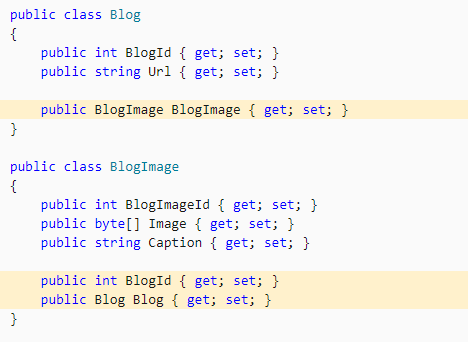 public class Blog
{
    public int BlogId { get; set; }
    public string Url { get; set; }

    public BlogImage BlogImage { get; set; }
}

public class BlogImage
{
    public int BlogImageId { get; set; }
    public byte[] Image { get; set; }
    public string Caption { get; set; }

    public int BlogId { get; set; }
    public Blog Blog { get; set; }
}